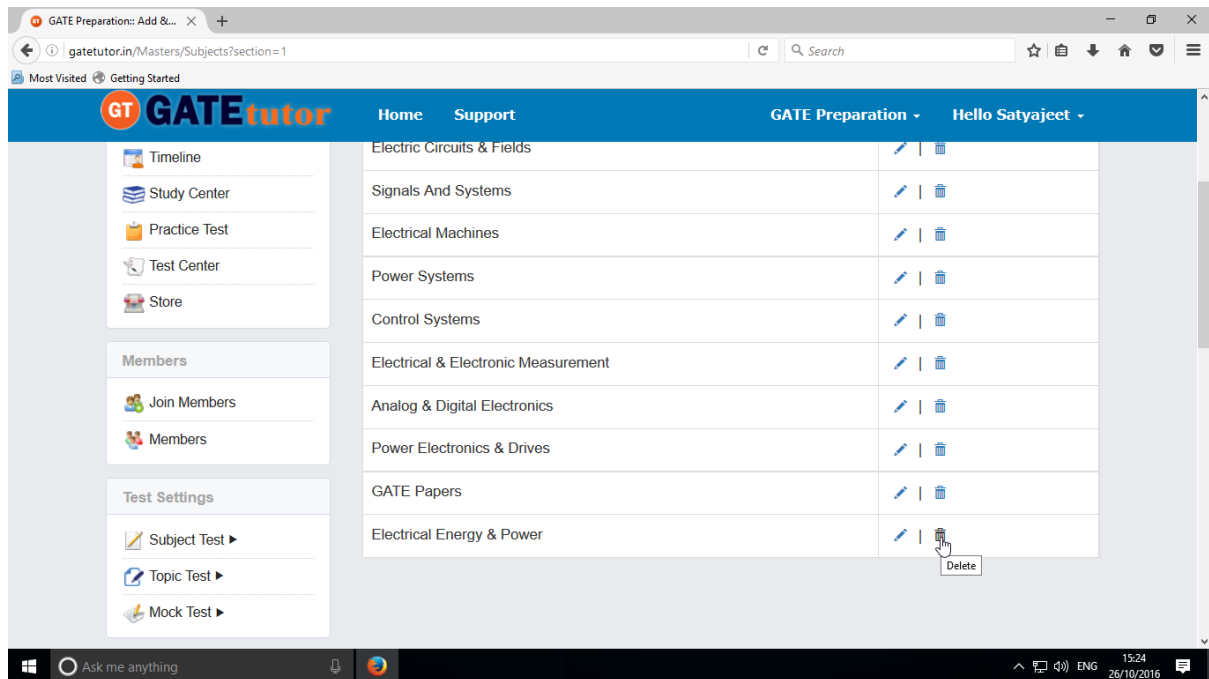 GATE Preparation:: Add &...
gatetutor.in/Masters/Subjects?section=1
Search
Most Visited Getting Started
GT GATEtutor Home Support GATE Preparation Hello Satyajeet
Timeline
Study Center
Practice Test
Test Center
Store
Members
Join Members
Members
Test Settings
Subject Test
Topic Test
Mock Test
Electric Circuits & Fields
Signals And Systems
Electrical Machines
Power Systems
Control Systems
Electrical & Electronic Measurement
Analog & Digital Electronics
Power Electronics & Drives
GATE Papers
Electrical Energy & Power
Delete
Ask me anything
ENG
15:24
26/10/2016